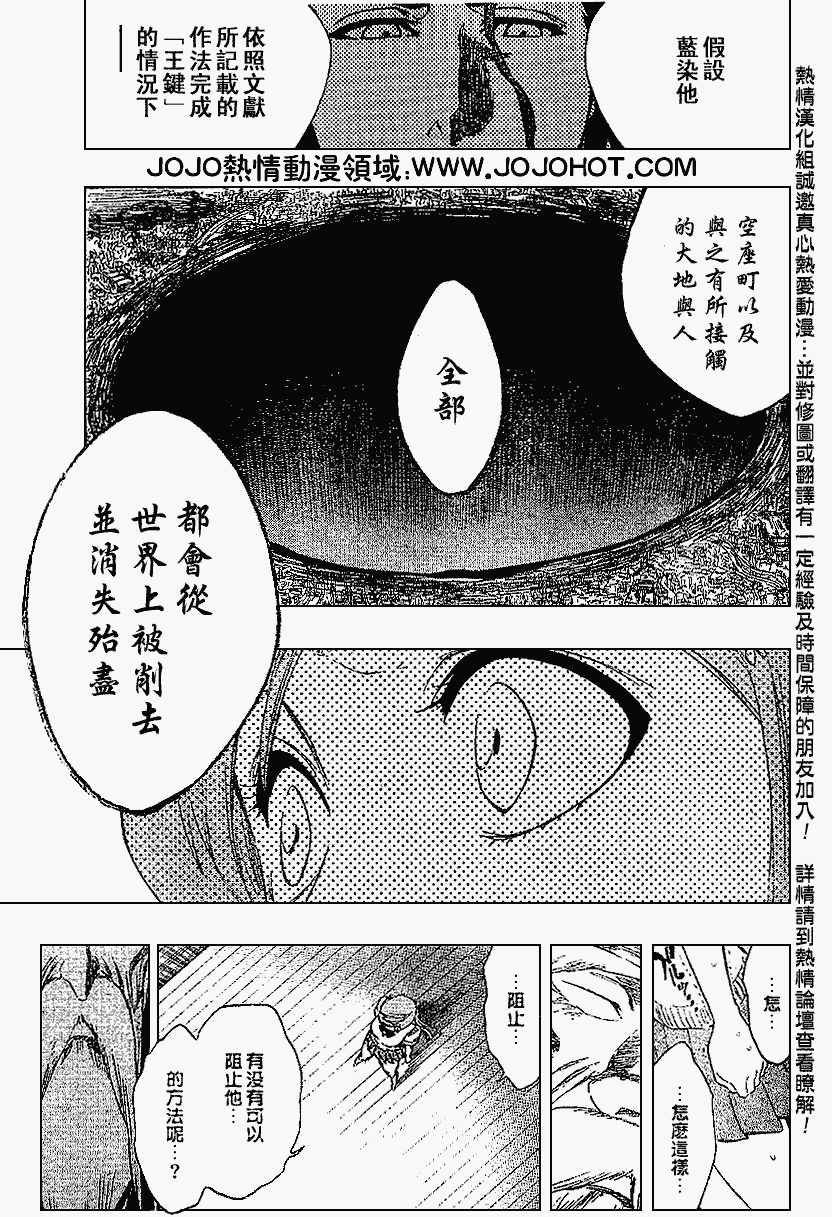 假設
藍染他
依照文獻
所記載的
作法完成
「王鍵」
的情況下
——
JOJO熱情動漫領域:WWW.JOJOHOT.COM
空座町以及
與之有所接觸
的大地與人
全部
都會從
世界上被削去
並消失殆盡
…怎…
…怎麼這樣…
…阻止…
有没有可以
阻止他…
的方法呢…？
熱情漢化組誠邀真心熱愛動漫…並對修圖或翻譯有一定經驗及時間保障的朋友加入！ 詳情請到熱情論壇查看瞭解！